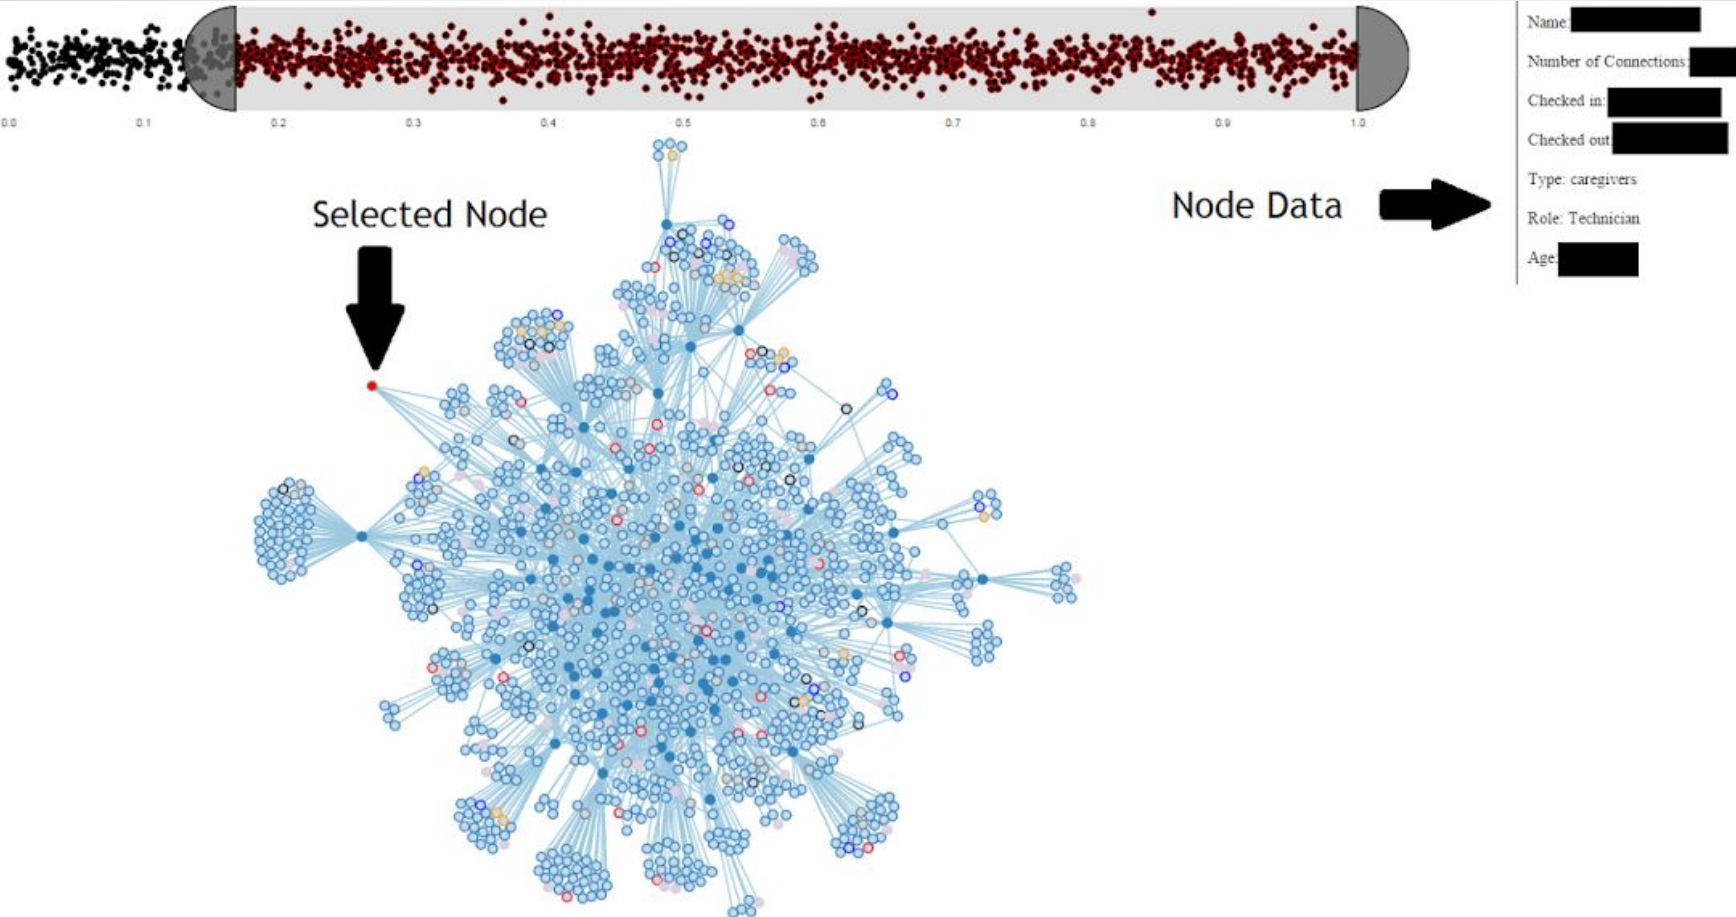 Name:
Number of Connections:
Checked in:
Checked out
Type: caregivers
Role: Technician
Age:
0.0 0.1 0.2 0.3 0.4 0.5 0.6 0.7 0.8 0.9 1.0
Selected Node
Node Data